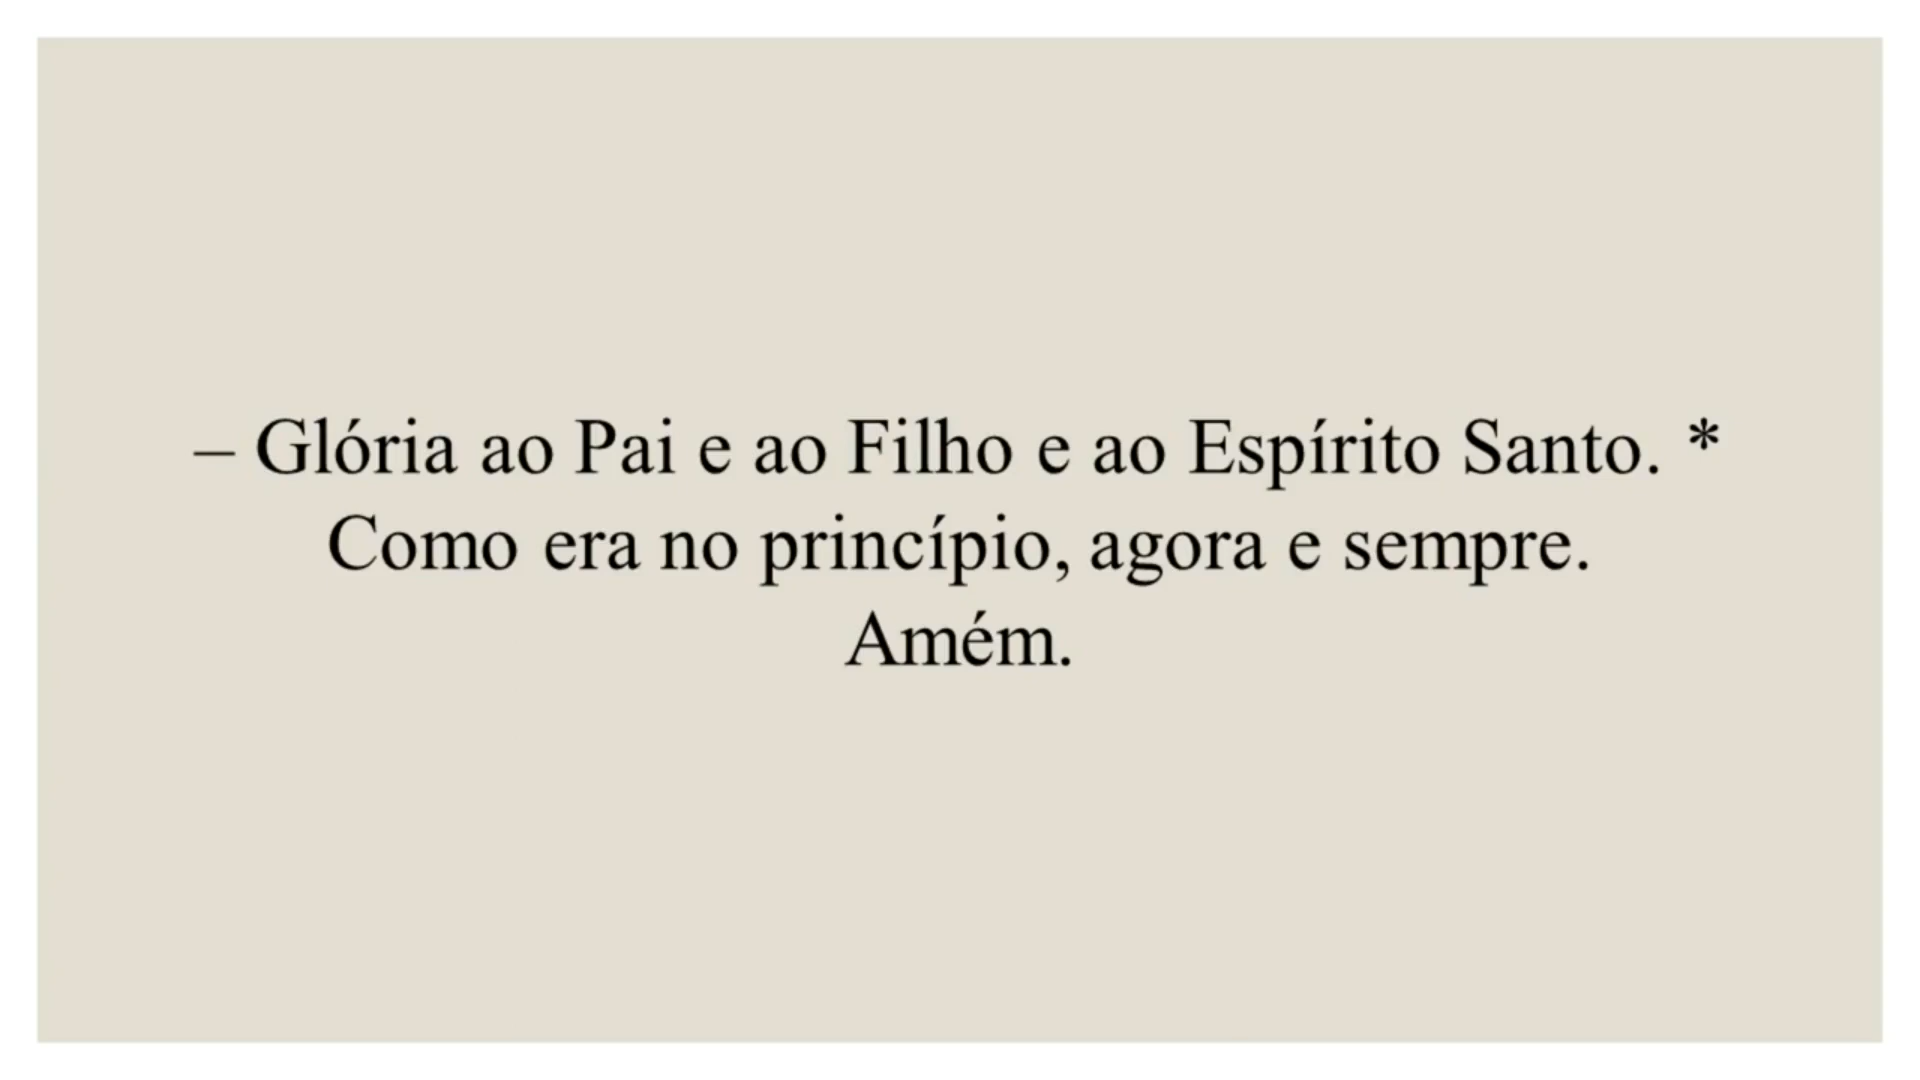 – Glória ao Pai e ao Filho e ao Espírito Santo. *
Como era no princípio, agora e sempre.
Amém.